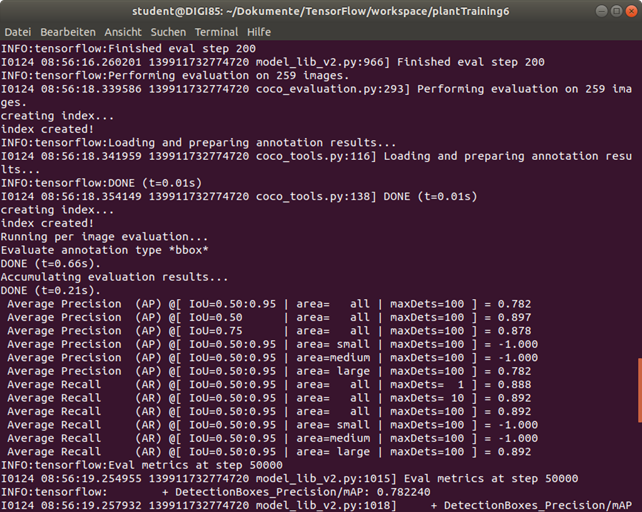 student@DIGI85: ~/Dokumente/TensorFlow/workspace/plantTraining6
Datei Bearbeiten Ansicht Suchen Terminal Hilfe
INFO:tensorflow:Finished eval step 200
I0124 08:56:16.260201 139911732774720 model_lib_v2.py:966] Finished eval step 200
INFO:tensorflow:Performing evaluation on 259 images.
I0124 08:56:18.339586 139911732774720 coco_evaluation.py:293] Performing evaluation on 259 ima
ges.
creating index...
index created!
INFO:tensorflow:Loading and preparing annotation results...
I0124 08:56:18.341959 139911732774720 coco_tools.py:116] Loading and preparing annotation resu
lts...
INFO:tensorflow:DONE (t=0.01s)
I0124 08:56:18.354149 139911732774720 coco_tools.py:138] DONE (t=0.01s)
creating index...
index created!
Running per image evaluation...
Evaluate annotation type *bbox*
DONE (t=0.66s).
Accumulating evaluation results...
DONE (t=0.21s).
Average Precision  (AP) @[ IoU=0.50:0.95 | area=   all | maxDets=100 ] = 0.782
Average Precision  (AP) @[ IoU=0.50      | area=   all | maxDets=100 ] = 0.897
Average Precision  (AP) @[ IoU=0.75      | area=   all | maxDets=100 ] = 0.878
Average Precision  (AP) @[ IoU=0.50:0.95 | area= small | maxDets=100 ] = -1.000
Average Precision  (AP) @[ IoU=0.50:0.95 | area=medium | maxDets=100 ] = -1.000
Average Precision  (AP) @[ IoU=0.50:0.95 | area= large | maxDets=100 ] = 0.782
Average Recall     (AR) @[ IoU=0.50:0.95 | area=   all | maxDets=  1 ] = 0.888
Average Recall     (AR) @[ IoU=0.50:0.95 | area=   all | maxDets= 10 ] = 0.892
Average Recall     (AR) @[ IoU=0.50:0.95 | area=   all | maxDets=100 ] = 0.892
Average Recall     (AR) @[ IoU=0.50:0.95 | area= small | maxDets=100 ] = -1.000
Average Recall     (AR) @[ IoU=0.50:0.95 | area=medium | maxDets=100 ] = -1.000
Average Recall     (AR) @[ IoU=0.50:0.95 | area= large | maxDets=100 ] = 0.892
INFO:tensorflow:Eval metrics at step 50000
I0124 08:56:19.254955 139911732774720 model_lib_v2.py:1015] Eval metrics at step 50000
INFO:tensorflow:        + DetectionBoxes_Precision/mAP: 0.782240
I0124 08:56:19.257932 139911732774720 model_lib_v2.py:1018]     + DetectionBoxes_Precision/mAP